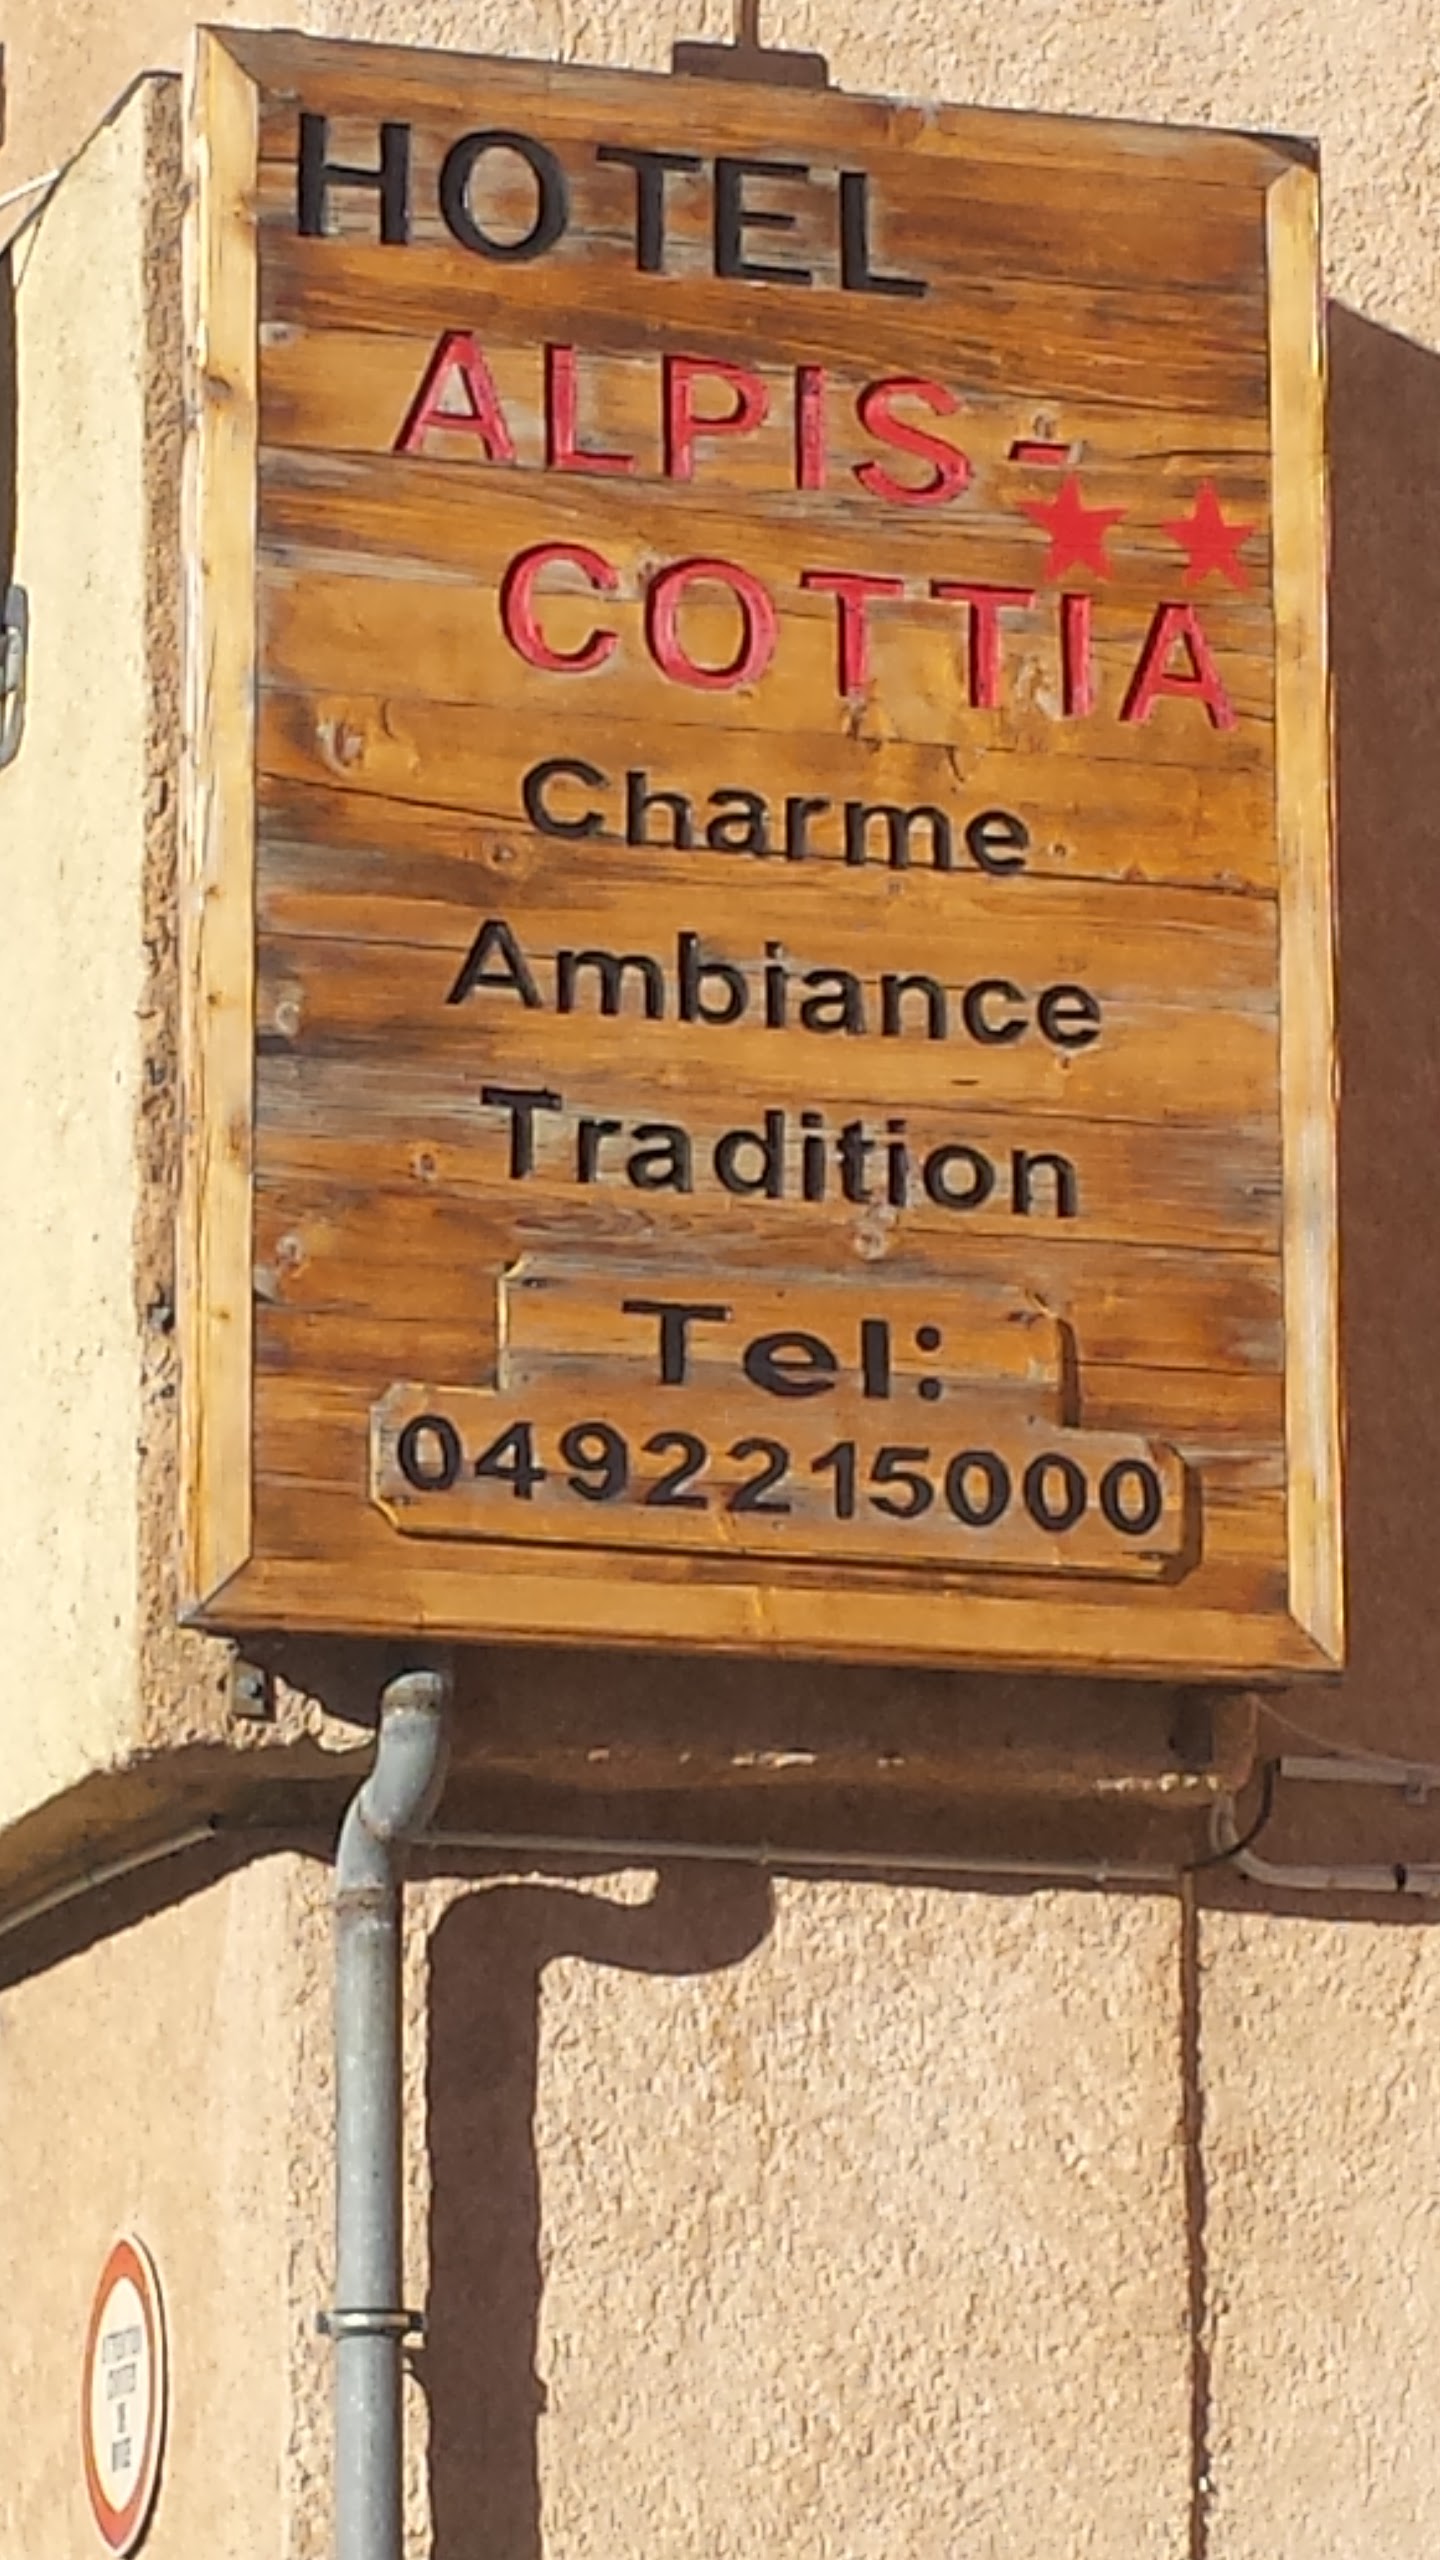 HOTEL
ALPIS-
COTTIA
Charme
Ambiance
Tradition
Tel:
0492215000